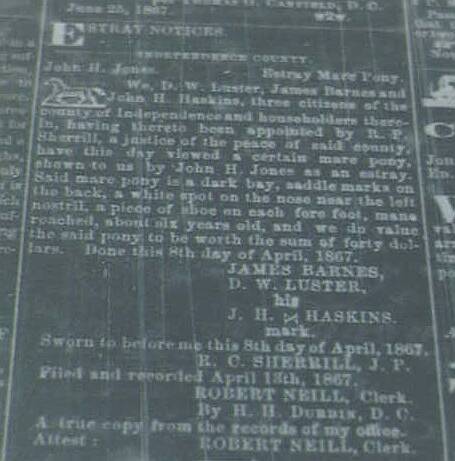 THOMAS CANFIELD, D. C.
June 25, 1867. w2w.
ESTRAY NOTICES.
INDEPENDENCE COUNTY.
John H. Jones. Estray Mare Pony.
We, D. W. Luster, James Barnes and
John H. Haskins, three citizens of the
county of Independence and householders there-
in, having thereto been appointed by R. P.
Sherrill, a justice of the peace of said county,
have this day viewed a certain mare pony,
shown to us by John H. Jones as an estray.
Said mare pony is a dark bay, saddle marks on
the back, a white spot on the nose near the left
nostril, a piece of shoe on each fore foot, mane
roached, about six years old, and we do value
the said pony to be worth the sum of forty dol-
lars. Done this 8th day of April, 1867.
JAMES BARNES,
D. W. LUSTER,
his
J. H. ⋈ HASKINS.
mark.
Sworn to before me this 8th day of April, 1867.
R. C. SHERRILL, J. P.
Filed and recorded April 13th, 1867.
ROBERT NEILL, Clerk.
By H. H. DURBIN, D. C.
A true copy from the records of my office.
Attest: ROBERT NEILL, Clerk.